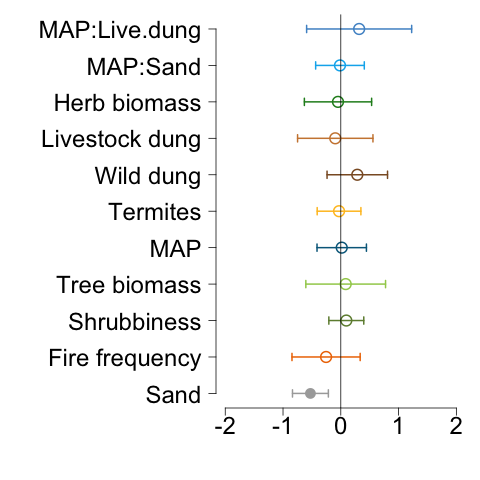 MAP:Live.dung
MAP:Sand
Herb biomass
Livestock dung
Wild dung
Termites
MAP
Tree biomass
Shrubbiness
Fire frequency
Sand
-2 -1 0 1 2